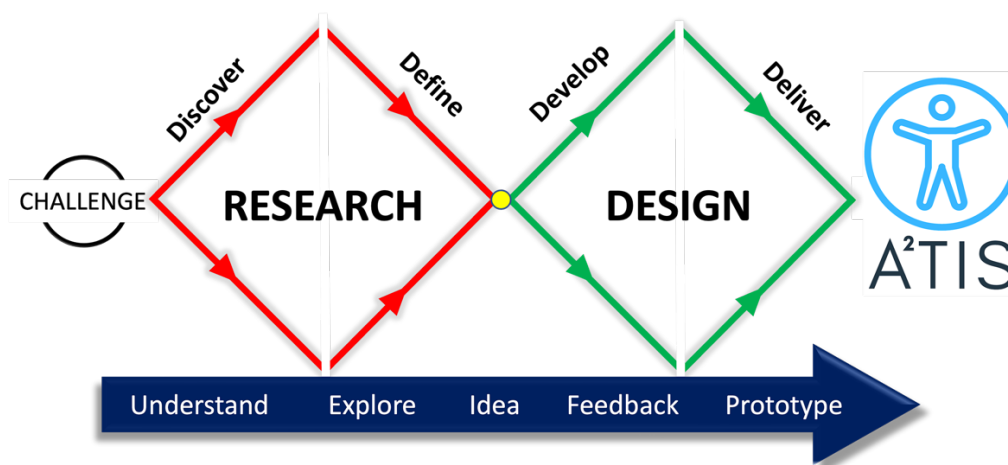 Discover
Define
Develop
Deliver
CHALLENGE
RESEARCH
DESIGN
A²TIS
Understand Explore Idea Feedback Prototype